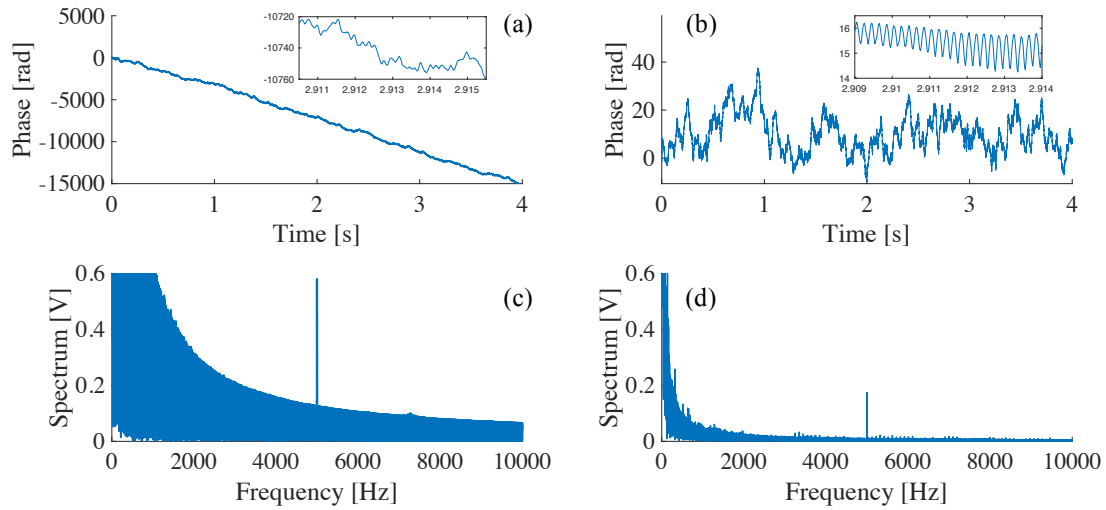 (a)
Phase [rad]
0
-5000
-10000
-15000
0 1 2 3 4
Time [s]
-10720
-10740
-10760
2.911 2.912 2.913 2.914 2.915
(b)
Phase [rad]
40
20
0
0 1 2 3 4
Time [s]
16
15
14
2.909 2.91 2.911 2.912 2.913 2.914
(c)
Spectrum [V]
0.6
0.4
0.2
0
0 2000 4000 6000 8000 10000
Frequency [Hz]
(d)
Spectrum [V]
0.6
0.4
0.2
0
0 2000 4000 6000 8000 10000
Frequency [Hz]